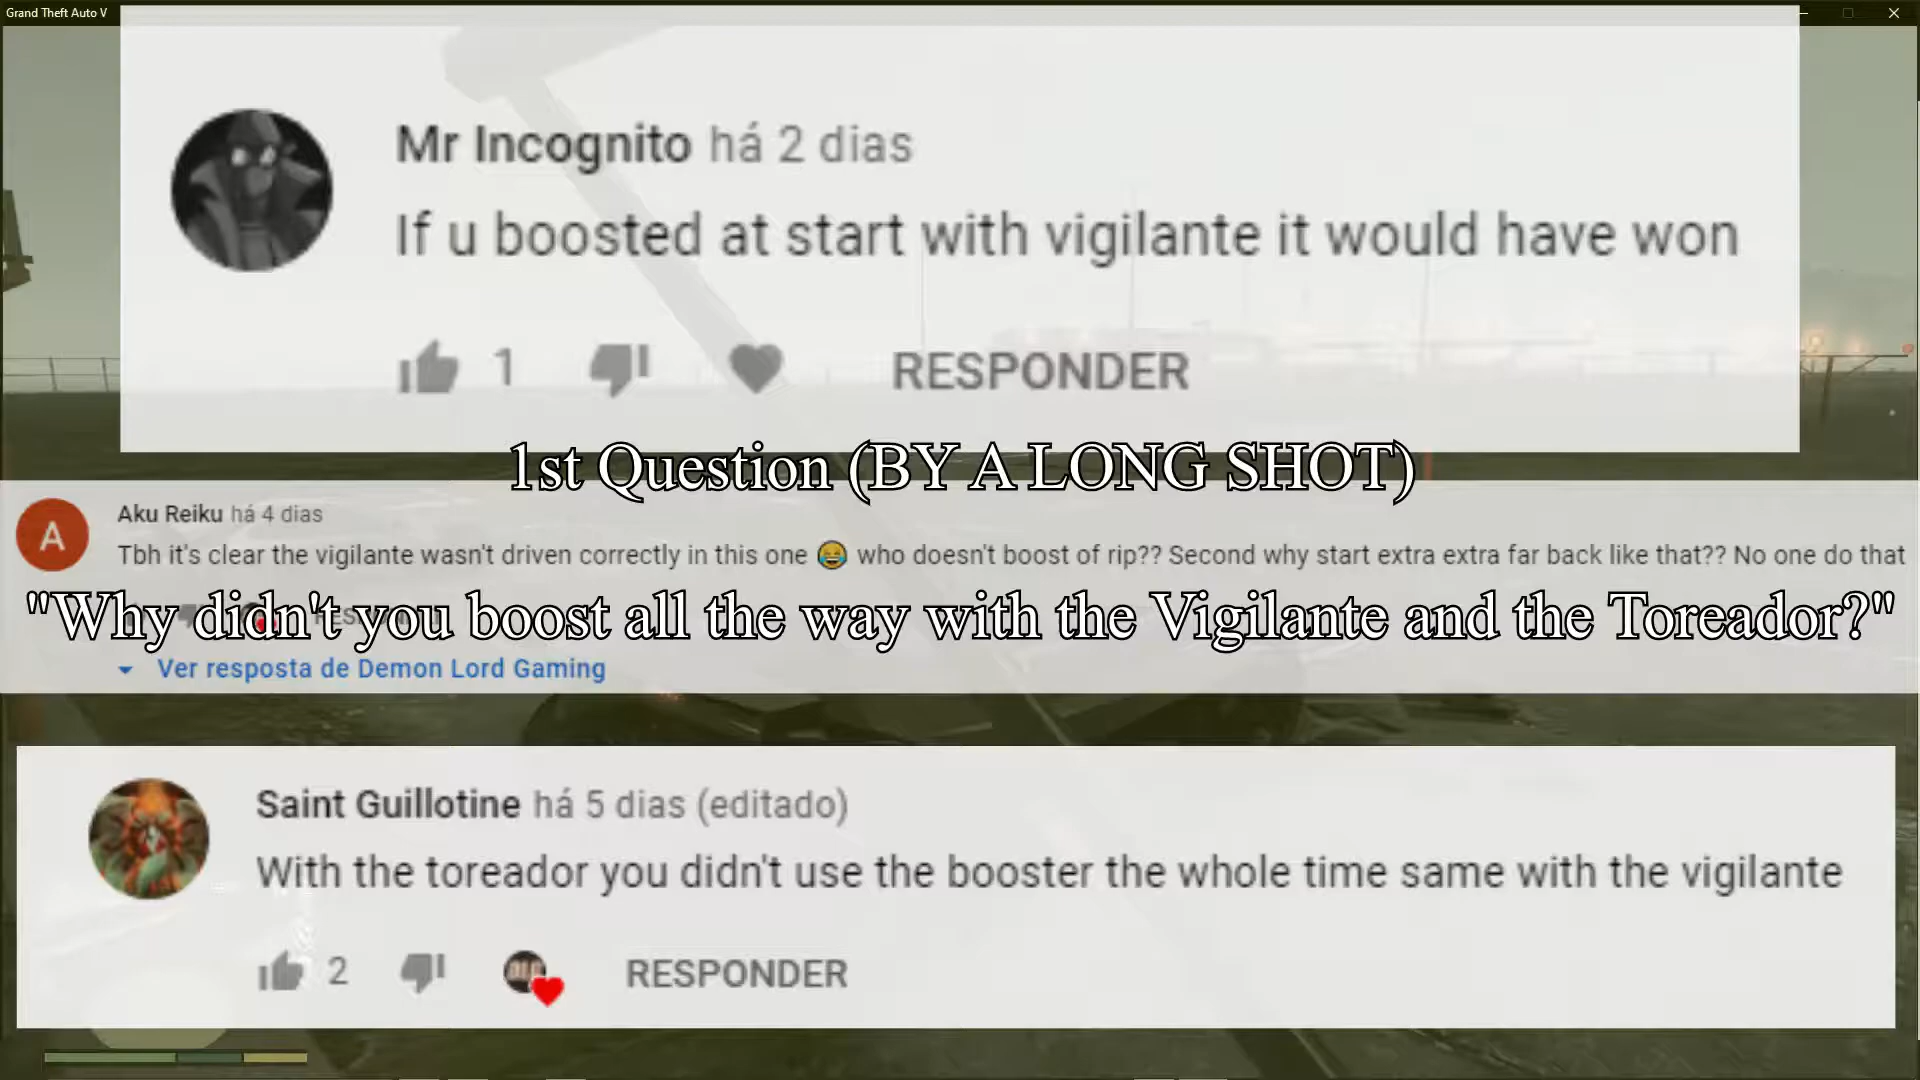 Grand Theft Auto V
Mr Incognito há 2 dias
If u boosted at start with vigilante it would have won
1 RESPONDER
1st Question (BY A LONG SHOT)
A
Aku Reiku há 4 dias
Tbh it's clear the vigilante wasn't driven correctly in this one 😂 who doesn't boost of rip?? Second why start extra extra far back like that?? No one do that
"Why didn't you boost all the way with the Vigilante and the Toreador?"
Ver resposta de Demon Lord Gaming
Saint Guillotine há 5 dias (editado)
With the toreador you didn't use the booster the whole time same with the vigilante
2 RESPONDER